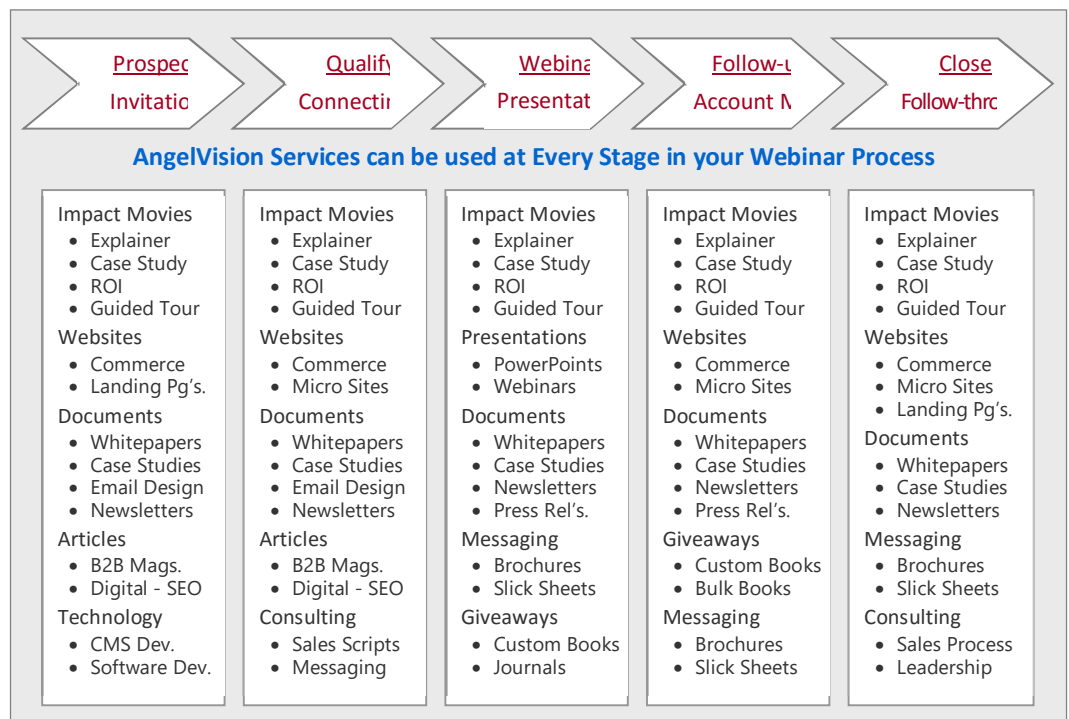 Prospec
Invitatio
Qualify
Connectin
Webina
Presentat
Follow-u
Account M
Close
Follow-thro
AngelVision Services can be used at Every Stage in your Webinar Process
Impact Movies
• Explainer
• Case Study
• ROI
• Guided Tour
Websites
• Commerce
• Landing Pg's.
Documents
• Whitepapers
• Case Studies
• Email Design
• Newsletters
Articles
• B2B Mags.
• Digital - SEO
Technology
• CMS Dev.
• Software Dev.
Impact Movies
• Explainer
• Case Study
• ROI
• Guided Tour
Websites
• Commerce
• Micro Sites
Documents
• Whitepapers
• Case Studies
• Email Design
• Newsletters
Articles
• B2B Mags.
• Digital - SEO
Consulting
• Sales Scripts
• Messaging
Impact Movies
• Explainer
• Case Study
• ROI
• Guided Tour
Presentations
• PowerPoints
• Webinars
Documents
• Whitepapers
• Case Studies
• Newsletters
• Press Rel's.
Messaging
• Brochures
• Slick Sheets
Giveaways
• Custom Books
• Journals
Impact Movies
• Explainer
• Case Study
• ROI
• Guided Tour
Websites
• Commerce
• Micro Sites
Documents
• Whitepapers
• Case Studies
• Newsletters
• Press Rel's.
Giveaways
• Custom Books
• Bulk Books
Messaging
• Brochures
• Slick Sheets
Impact Movies
• Explainer
• Case Study
• ROI
• Guided Tour
Websites
• Commerce
• Micro Sites
• Landing Pg's.
Documents
• Whitepapers
• Case Studies
• Newsletters
Messaging
• Brochures
• Slick Sheets
Consulting
• Sales Process
• Leadership